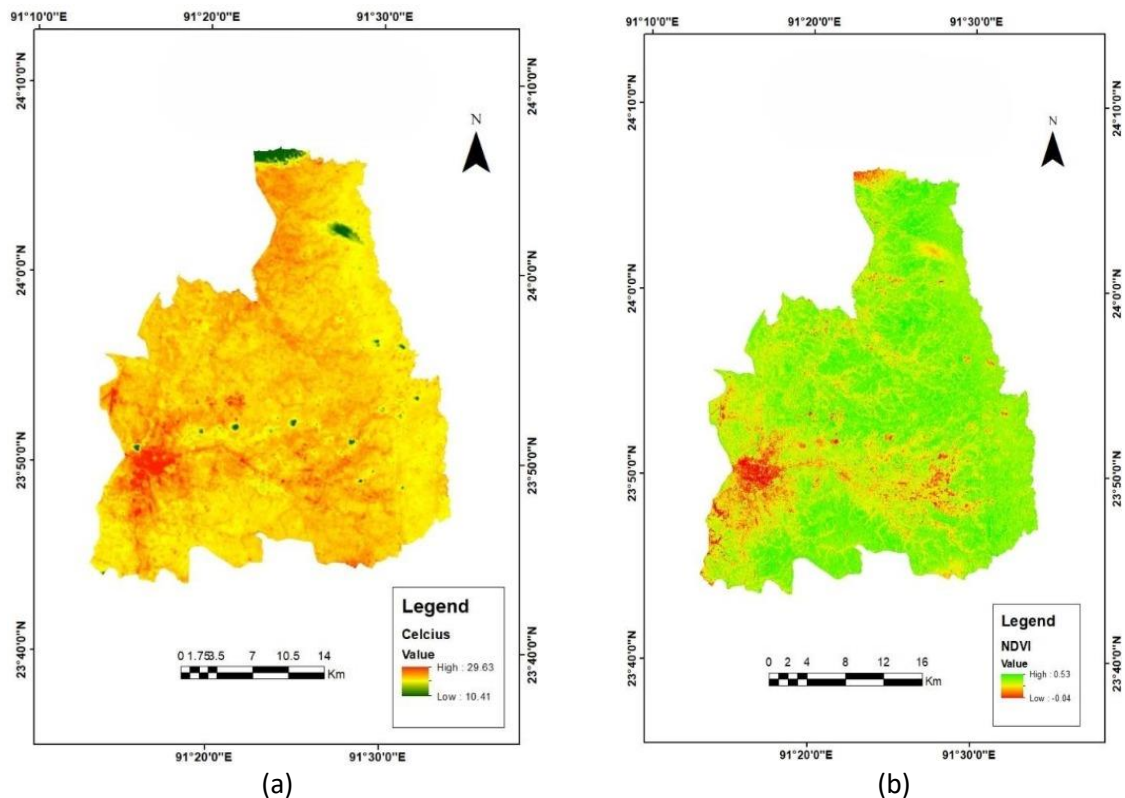 91°10'0"E 91°20'0"E 91°30'0"E
24°10'0"N 24°10'0"N
N
24°0'0"N 24°0'0"N
23°50'0"N 23°50'0"N
23°40'0"N 23°40'0"N
Legend
Celcius
Value
High : 29.63
Low : 10.41
0 1.75 3.5 7 10.5 14
Km
91°20'0"E 91°30'0"E
(a)
91°10'0"E 91°20'0"E 91°30'0"E
24°10'0"N 24°10'0"N
N
24°0'0"N 24°0'0"N
23°50'0"N 23°50'0"N
23°40'0"N 23°40'0"N
Legend
NDVI
Value
High : 0.53
Low : -0.04
0 2 4 8 12 16
Km
91°20'0"E 91°30'0"E
(b)